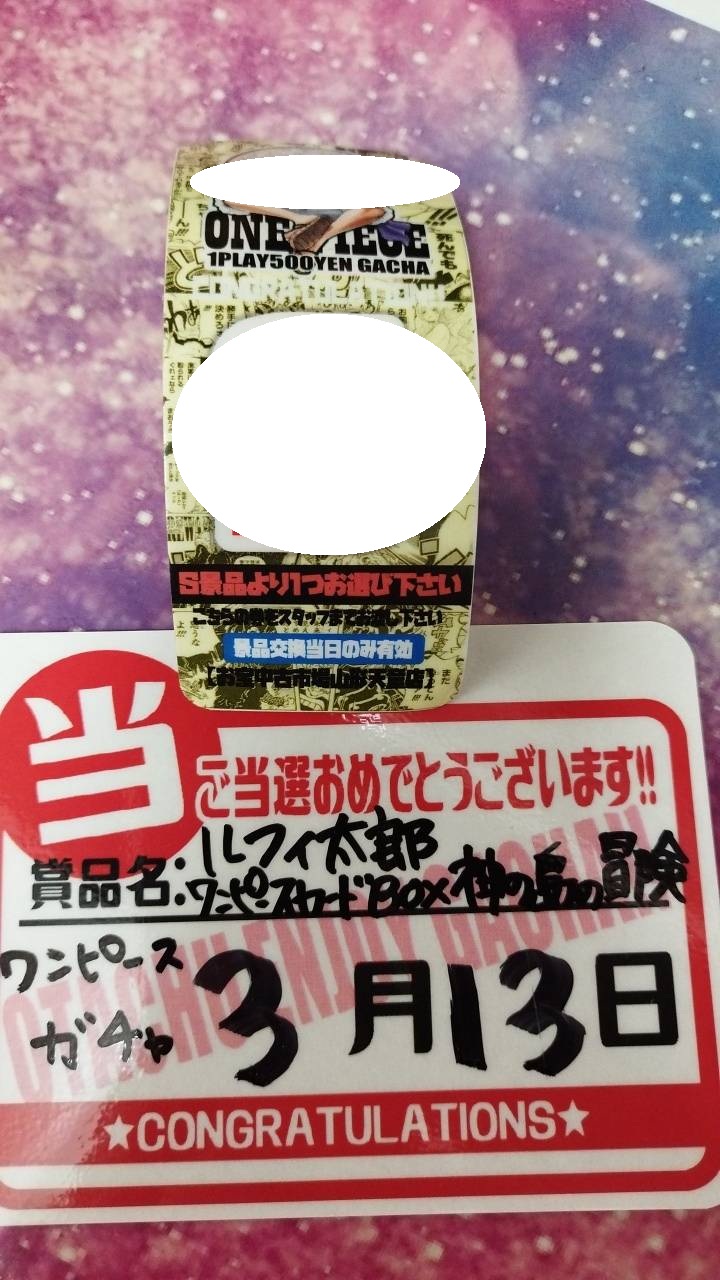 ONE PIECE
1PLAY500YEN GACHA
CONGRATULATION!!
S景品より1つお選び下さい
こちらの券をスタッフまでお渡し下さい
景品交換当日のみ有効
【お宝中古市場山形天童店】
当
ご当選おめでとうございます!!
賞品名:ルフィ太郎
ワンピースカードBOX神の島の冒険
ワンピース
ガチャ
3月13日
★CONGRATULATIONS★